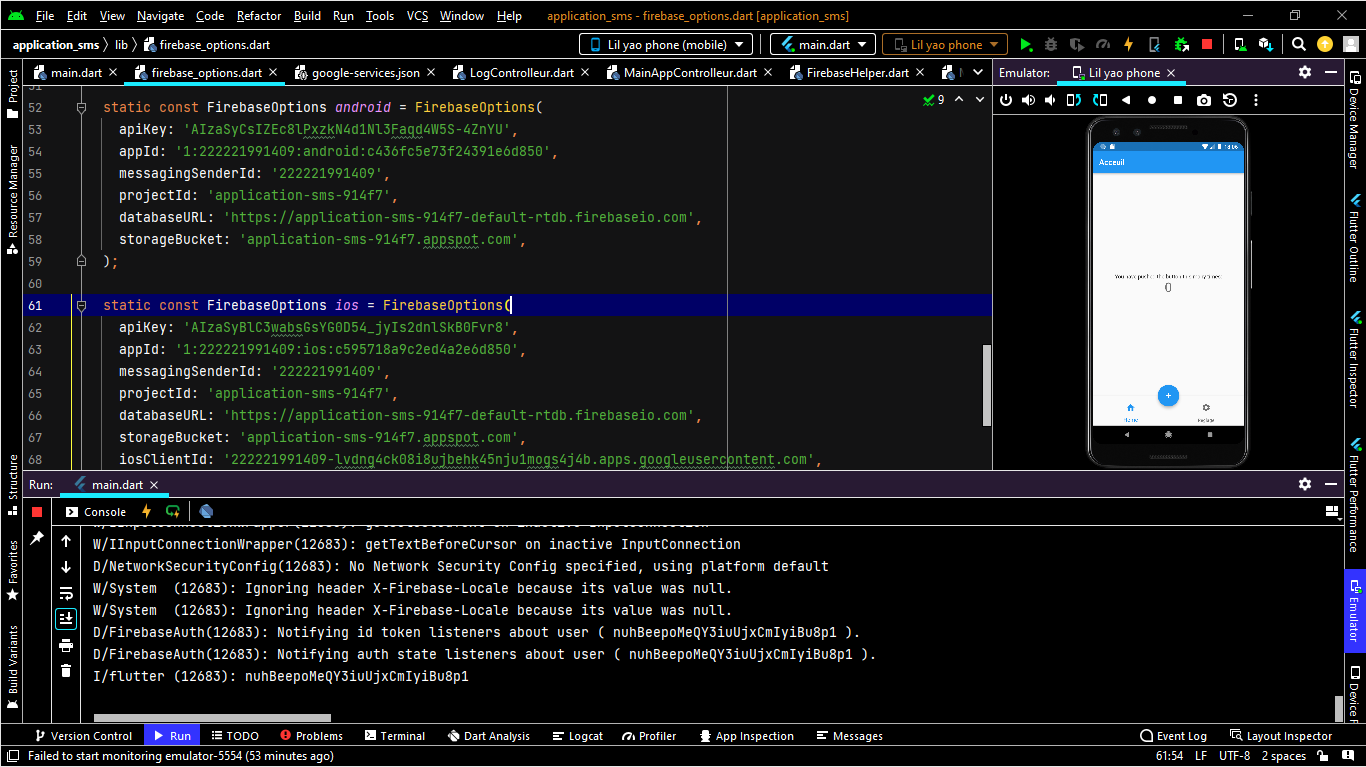 File Edit View Navigate Code Refactor Build Run Tools VCS Window Help application_sms - firebase_options.dart [application_sms]
application_sms lib firebase_options.dart Lil yao phone (mobile) main.dart Lil yao phone
main.dart firebase_options.dart google-services.json LogControlleur.dart MainAppControlleur.dart FirebaseHelper.dart Emulator: Lil yao phone
51
52 static const FirebaseOptions android = FirebaseOptions( 9
53 apiKey: 'AIzaSyCsIZEc8lPxzkN4d1Nl3Faqd4W5S-4ZnYU',
54 appId: '1:222221991409:android:c436fc5e73f24391e6d850',
55 messagingSenderId: '222221991409',
56 projectId: 'application-sms-914f7',
57 databaseURL: 'https://application-sms-914f7-default-rtdb.firebaseio.com',
58 storageBucket: 'application-sms-914f7.appspot.com',
59 );
60
61 static const FirebaseOptions ios = FirebaseOptions(
62 apiKey: 'AIzaSyBlC3wabsGsYG0D54_jyIs2dnlSkB0Fvr8',
63 appId: '1:222221991409:ios:c595718a9c2ed4a2e6d850',
64 messagingSenderId: '222221991409',
65 projectId: 'application-sms-914f7',
66 databaseURL: 'https://application-sms-914f7-default-rtdb.firebaseio.com',
67 storageBucket: 'application-sms-914f7.appspot.com',
68 iosClientId: '222221991409-lvdng4ck08i8ujbehk45nju1mogs4j4b.apps.googleusercontent.com',
Acceuil
You have pushed the button this many times:
0
Home
Project
Resource Manager
Structure
Favorites
Build Variants
Device Manager
Flutter Outline
Flutter Inspector
Flutter Performance
Emulator
Run: main.dart
Console
W/IInputConnectionWrapper(12683): getTextBeforeCursor on inactive InputConnection
D/NetworkSecurityConfig(12683): No Network Security Config specified, using platform default
W/System (12683): Ignoring header X-Firebase-Locale because its value was null.
W/System (12683): Ignoring header X-Firebase-Locale because its value was null.
D/FirebaseAuth(12683): Notifying id token listeners about user ( nuhBeepoMeQY3iuUjxCmIyiBu8p1 ).
D/FirebaseAuth(12683): Notifying auth state listeners about user ( nuhBeepoMeQY3iuUjxCmIyiBu8p1 ).
I/flutter (12683): nuhBeepoMeQY3iuUjxCmIyiBu8p1
Version Control Run TODO Problems Terminal Dart Analysis Logcat Profiler App Inspection Messages Event Log Layout Inspector
Failed to start monitoring emulator-5554 (53 minutes ago) 61:54 LF UTF-8 2 spaces